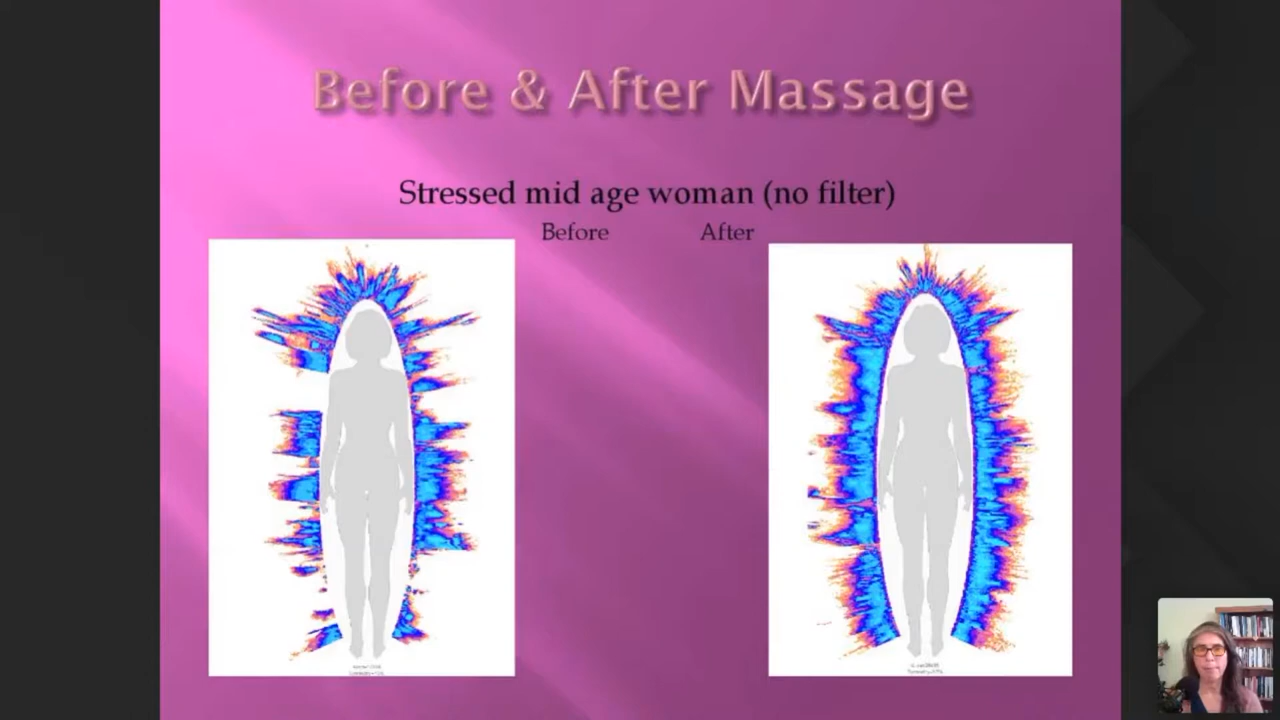 Before & After Massage
Stressed mid age woman (no filter)
Before After